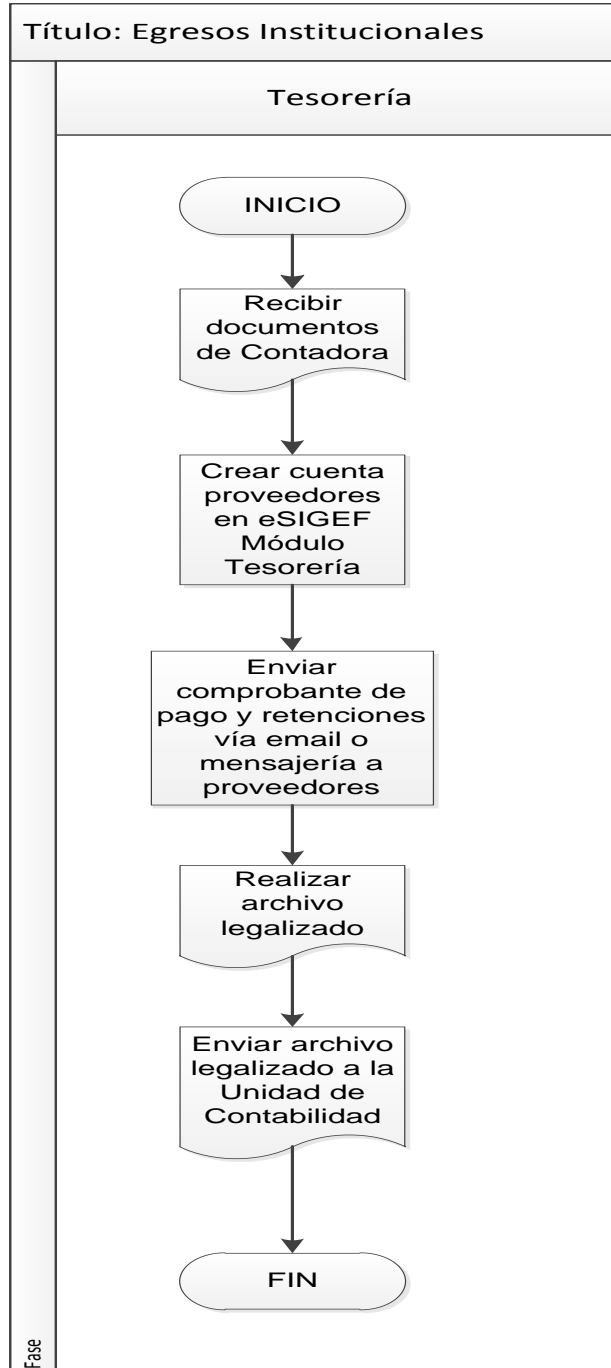 Título: Egresos Institucionales
Tesorería
INICIO
Recibir
documentos
de Contadora
Crear cuenta
proveedores
en eSIGEF
Módulo
Tesorería
Enviar
comprobante de
pago y retenciones
vía email o
mensajería a
proveedores
Realizar
archivo
legalizado
Enviar archivo
legalizado a la
Unidad de
Contabilidad
FIN
Fase